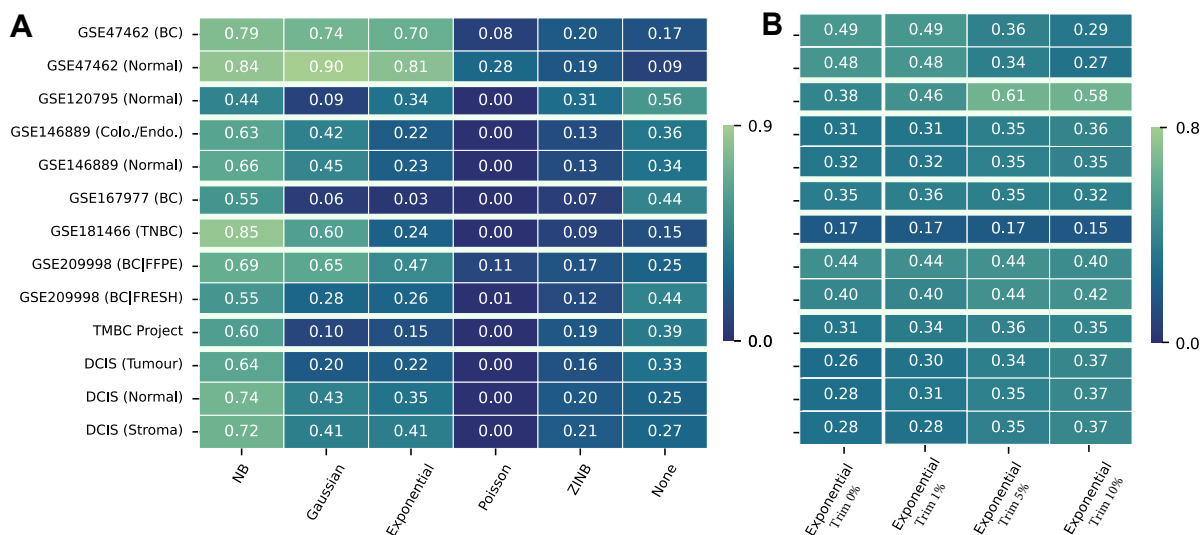 A
GSE47462 (BC) 0.79 0.74 0.70 0.08 0.20 0.17
GSE47462 (Normal) 0.84 0.90 0.81 0.28 0.19 0.09
GSE120795 (Normal) 0.44 0.09 0.34 0.00 0.31 0.56
GSE146889 (Colo./Endo.) 0.63 0.42 0.22 0.00 0.13 0.36
GSE146889 (Normal) 0.66 0.45 0.23 0.00 0.13 0.34
GSE167977 (BC) 0.55 0.06 0.03 0.00 0.07 0.44
GSE181466 (TNBC) 0.85 0.60 0.24 0.00 0.09 0.15
GSE209998 (BC|FFPE) 0.69 0.65 0.47 0.11 0.17 0.25
GSE209998 (BC|FRESH) 0.55 0.28 0.26 0.01 0.12 0.44
TMBC Project 0.60 0.10 0.15 0.00 0.19 0.39
DCIS (Tumour) 0.64 0.20 0.22 0.00 0.16 0.33
DCIS (Normal) 0.74 0.43 0.35 0.00 0.20 0.25
DCIS (Stroma) 0.72 0.41 0.41 0.00 0.21 0.27
NB Gaussian Exponential Poisson ZINB None
0.9
0.0
B
0.49 0.49 0.36 0.29
0.48 0.48 0.34 0.27
0.38 0.46 0.61 0.58
0.31 0.31 0.35 0.36
0.32 0.32 0.35 0.35
0.35 0.36 0.35 0.32
0.17 0.17 0.17 0.15
0.44 0.44 0.44 0.40
0.40 0.40 0.44 0.42
0.31 0.34 0.36 0.35
0.26 0.30 0.34 0.37
0.28 0.31 0.35 0.37
0.28 0.28 0.35 0.37
Exponential
Trim 0%
Exponential
Trim 1%
Exponential
Trim 5%
Exponential
Trim 10%
0.8
0.0